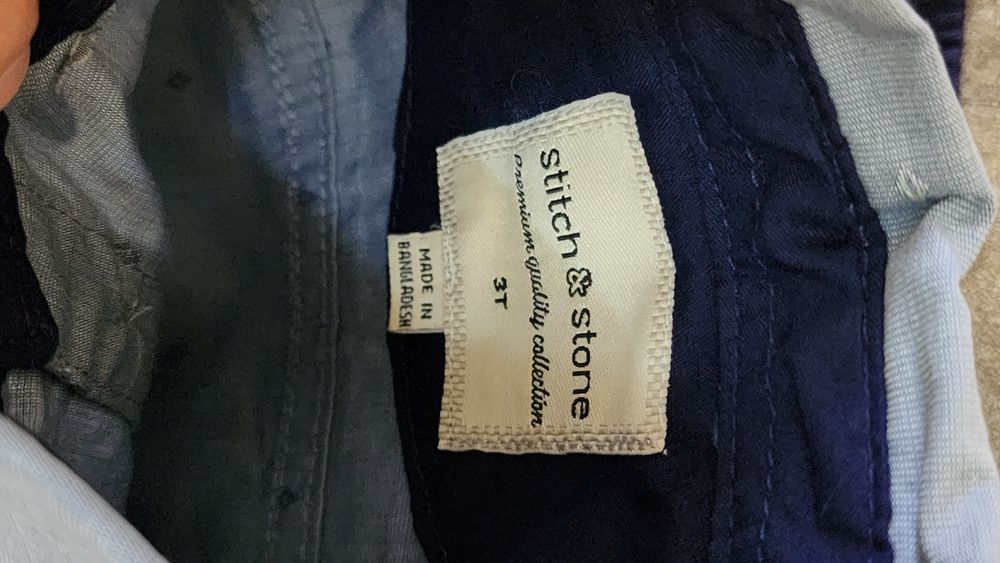 stitch & stone
Premium quality collection
3T
MADE IN
BANGLADESH